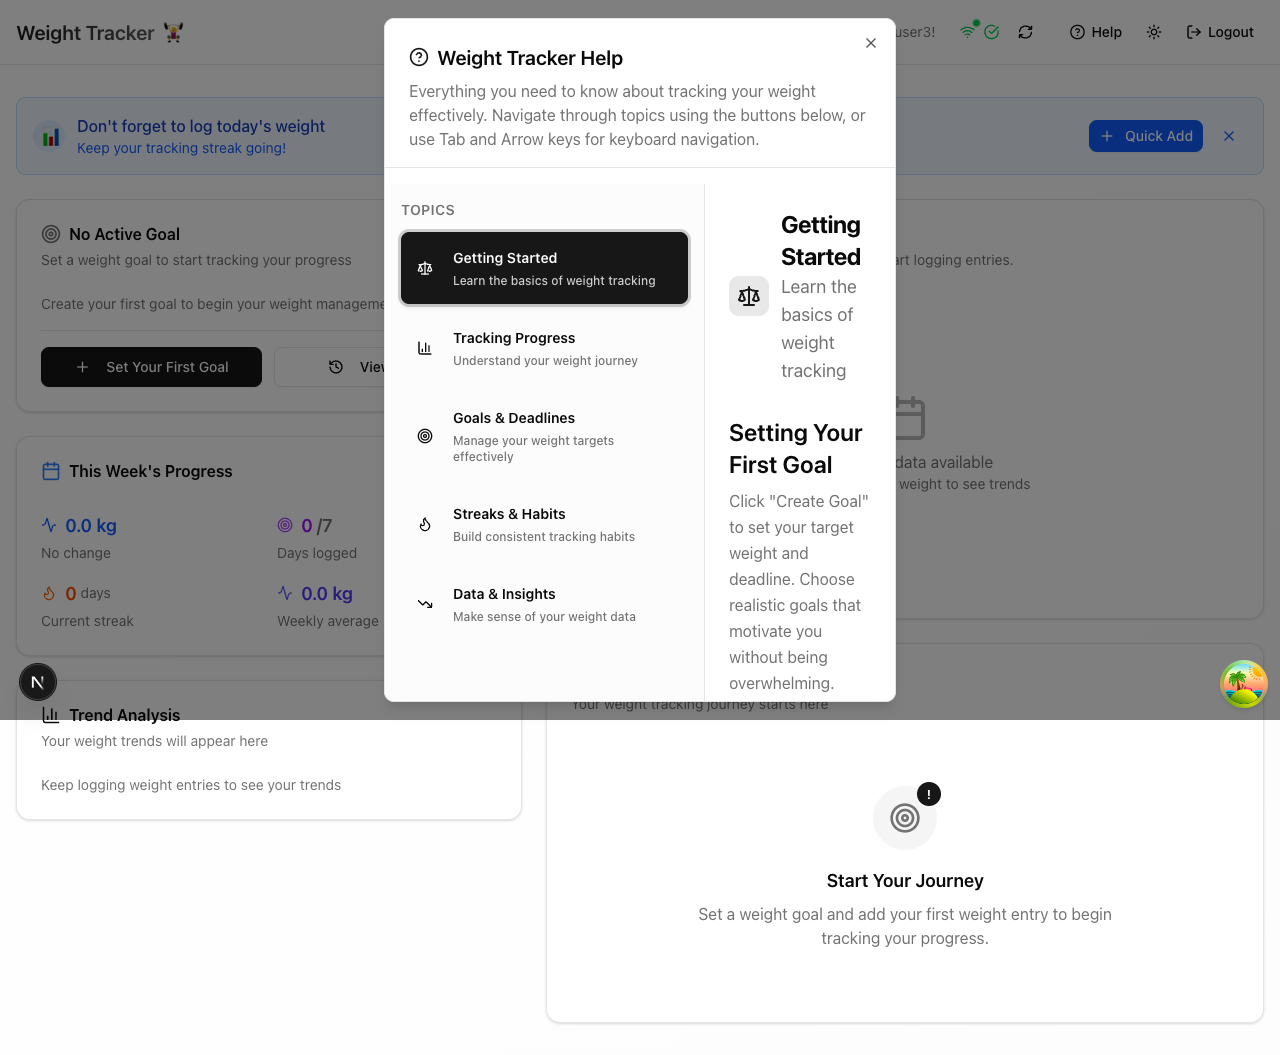 Weight Tracker
user3!
Help
Logout
Don't forget to log today's weight
Keep your tracking streak going!
Quick Add
No Active Goal
Set a weight goal to start tracking your progress
Create your first goal to begin your weight manageme
Set Your First Goal
View
This Week's Progress
0.0 kg
No change
0 /7
Days logged
0 days
Current streak
0.0 kg
Weekly average
N
Trend Analysis
Your weight trends will appear here
Keep logging weight entries to see your trends
Weight Tracker Help
Everything you need to know about tracking your weight
effectively. Navigate through topics using the buttons below, or
use Tab and Arrow keys for keyboard navigation.
TOPICS
Getting Started
Learn the basics of weight tracking
Tracking Progress
Understand your weight journey
Goals & Deadlines
Manage your weight targets
effectively
Streaks & Habits
Build consistent tracking habits
Data & Insights
Make sense of your weight data
Getting
Started
Learn the
basics of
weight
tracking
Setting Your
First Goal
Click "Create Goal"
to set your target
weight and
deadline. Choose
realistic goals that
motivate you
without being
overwhelming.
art logging entries.
data available
weight to see trends
Your weight tracking journey starts here
!
Start Your Journey
Set a weight goal and add your first weight entry to begin
tracking your progress.